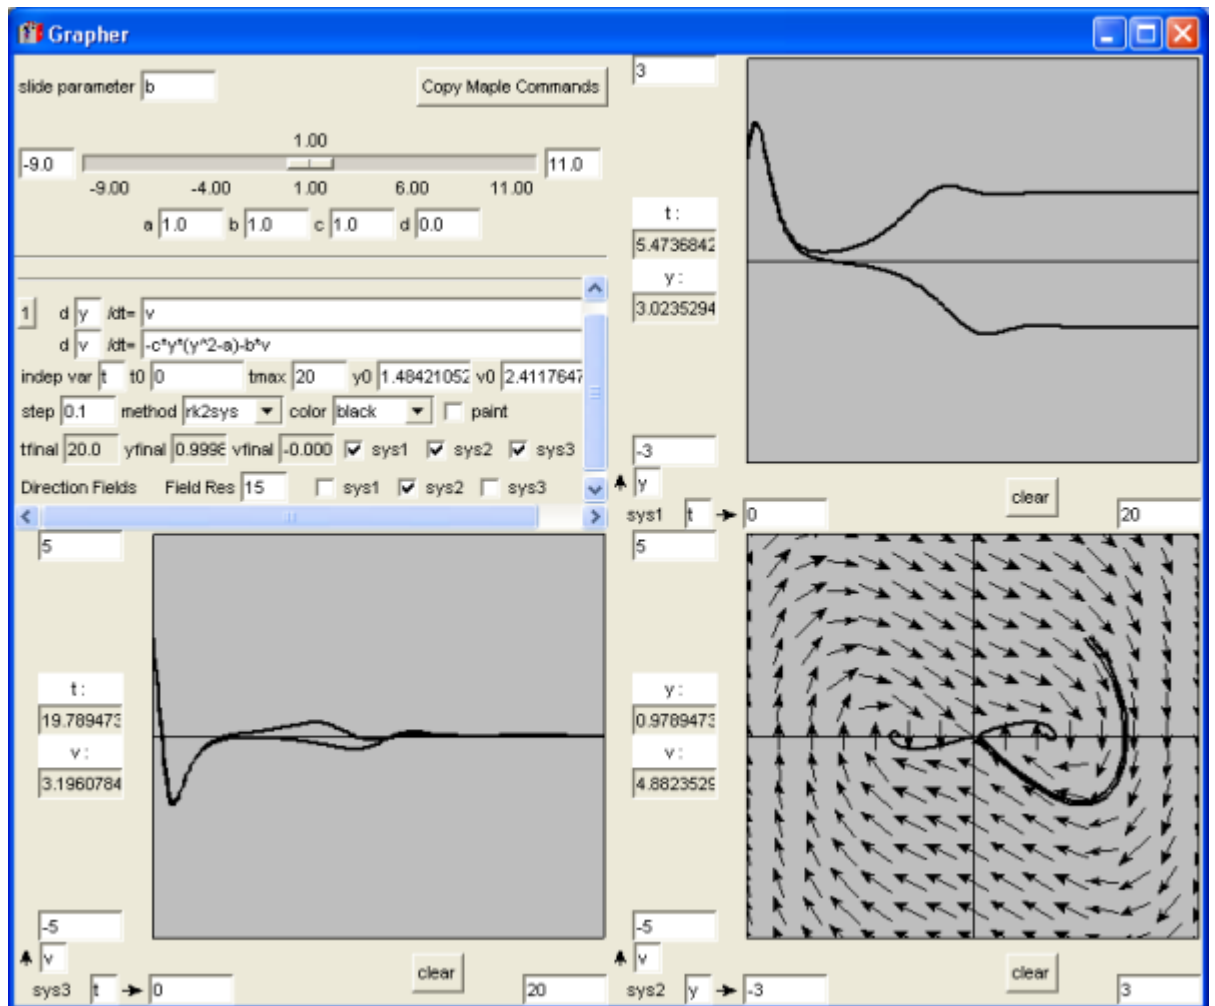 Grapher
slide parameter b Copy Maple Commands
1.00
-9.0 11.0
-9.00 -4.00 1.00 6.00 11.00
a 1.0 b 1.0 c 1.0 d 0.0
1 d y /dt= v
d v /dt= -c*y*(y^2-a)-b*v
indep var t t0 0 tmax 20 y0 1.48421052 v0 2.4117647
step 0.1 method rk2sys color black paint
tfinal 20.0 yfinal 0.9998 vfinal -0.000 sys1 sys2 sys3
Direction Fields Field Res 15 sys1 sys2 sys3
3
t :
5.4736842
y :
3.0235294
-3
y
sys1 t 0 clear 20
5
t :
19.789473
v :
3.1960784
-5
v
sys3 t 0 clear 20
5
y :
0.9789473
v :
4.8823529
-5
v
sys2 y -3 clear 3